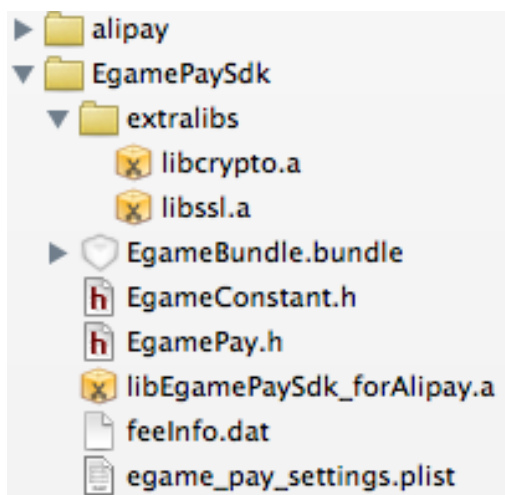 alipay
EgamePaySdk
extralibs
libcrypto.a
libssl.a
EgameBundle.bundle
h EgameConstant.h
h EgamePay.h
libEgamePaySdk_forAlipay.a
feeInfo.dat
egame_pay_settings.plist